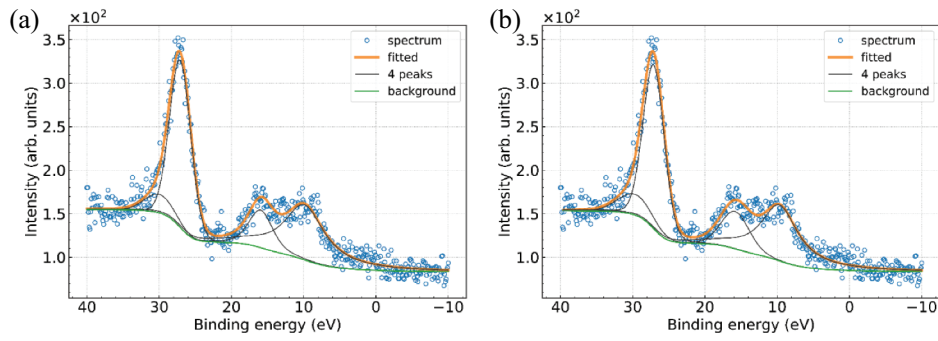 (a)
×10²
3.5
3.0
2.5
2.0
1.5
1.0
Intensity (arb. units)
spectrum
fitted
4 peaks
background
40 30 20 10 0 −10
Binding energy (eV)
(b)
×10²
3.5
3.0
2.5
2.0
1.5
1.0
Intensity (arb. units)
spectrum
fitted
4 peaks
background
40 30 20 10 0 −10
Binding energy (eV)